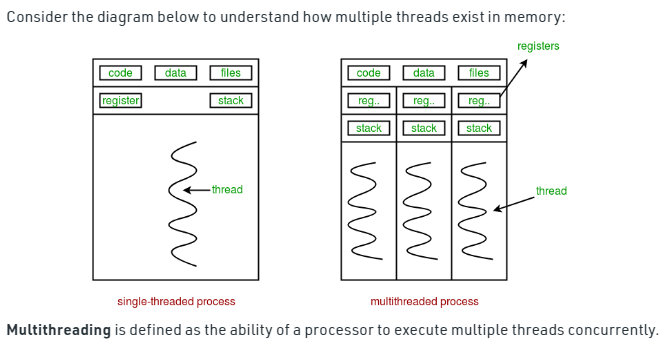 Consider the diagram below to understand how multiple threads exist in memory:
registers
code data files
register stack
thread
single-threaded process
code data files
reg.. reg.. reg..
stack stack stack
thread
multithreaded process
Multithreading is defined as the ability of a processor to execute multiple threads concurrently.